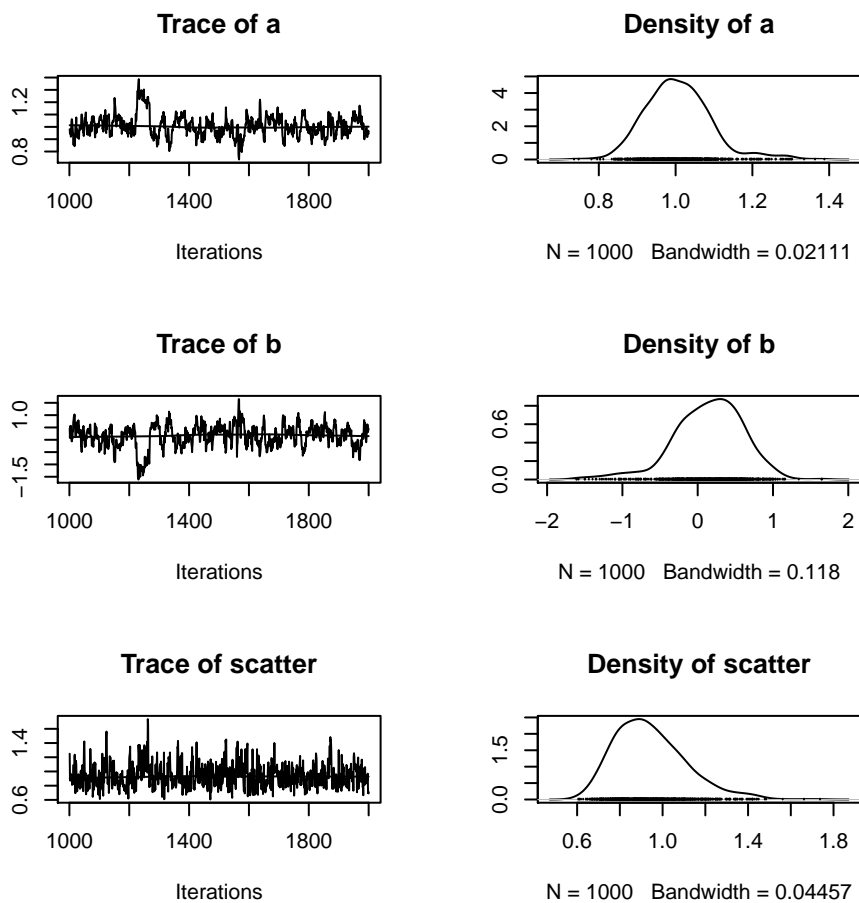 Trace of a
0.8 1.2
1000 1400 1800
Iterations
Density of a
0 2 4
0.8 1.0 1.2 1.4
N = 1000 Bandwidth = 0.02111
Trace of b
−1.5 1.0
1000 1400 1800
Iterations
Density of b
0.0 0.6
−2 −1 0 1 2
N = 1000 Bandwidth = 0.118
Trace of scatter
0.6 1.4
1000 1400 1800
Iterations
Density of scatter
0.0 1.5
0.6 1.0 1.4 1.8
N = 1000 Bandwidth = 0.04457